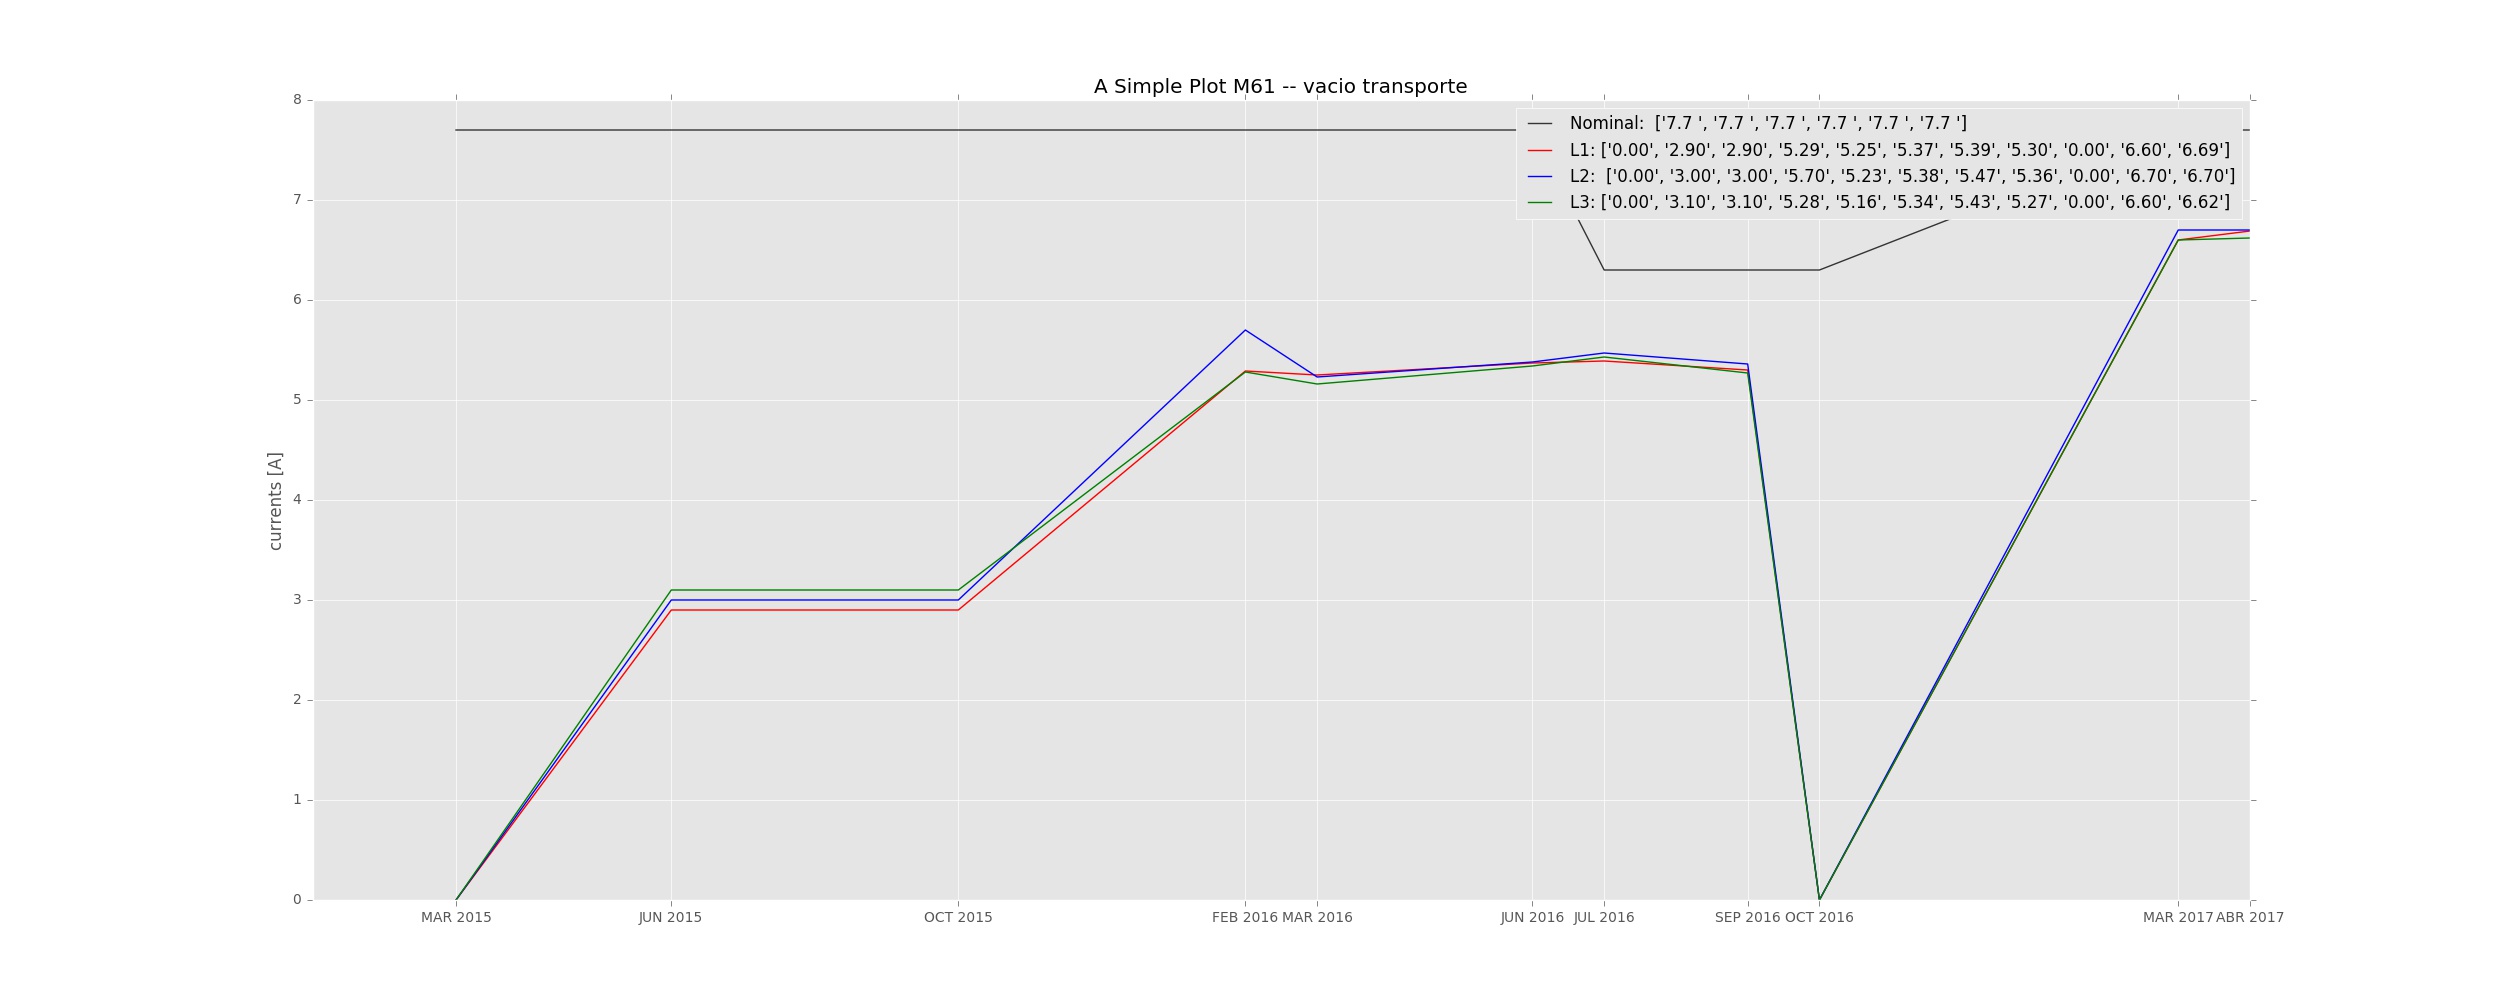 A Simple Plot M61 -- vacio transporte
Nominal:  ['7.7 ', '7.7 ', '7.7 ', '7.7 ', '7.7 ', '7.7 ']
L1: ['0.00', '2.90', '2.90', '5.29', '5.25', '5.37', '5.39', '5.30', '0.00', '6.60', '6.69']
L2:  ['0.00', '3.00', '3.00', '5.70', '5.23', '5.38', '5.47', '5.36', '0.00', '6.70', '6.70']
L3: ['0.00', '3.10', '3.10', '5.28', '5.16', '5.34', '5.43', '5.27', '0.00', '6.60', '6.62']
currents [A]
8
7
6
5
4
3
2
1
0
MAR 2015 JUN 2015 OCT 2015 FEB 2016 MAR 2016 JUN 2016 JUL 2016 SEP 2016 OCT 2016 MAR 2017 ABR 2017